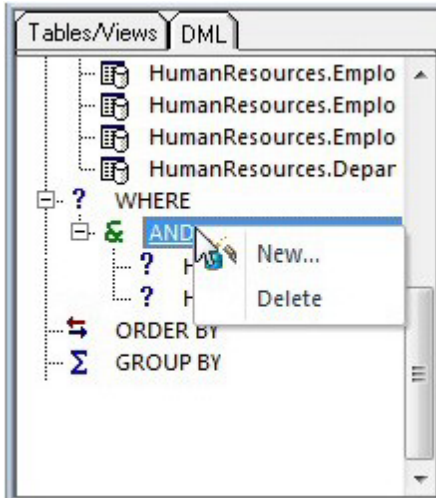 Tables/Views DML
HumanResources.Emplo
HumanResources.Emplo
HumanResources.Emplo
HumanResources.Depar
? WHERE
& AND
New...
? H
Delete
? H
ORDER BY
Σ GROUP BY